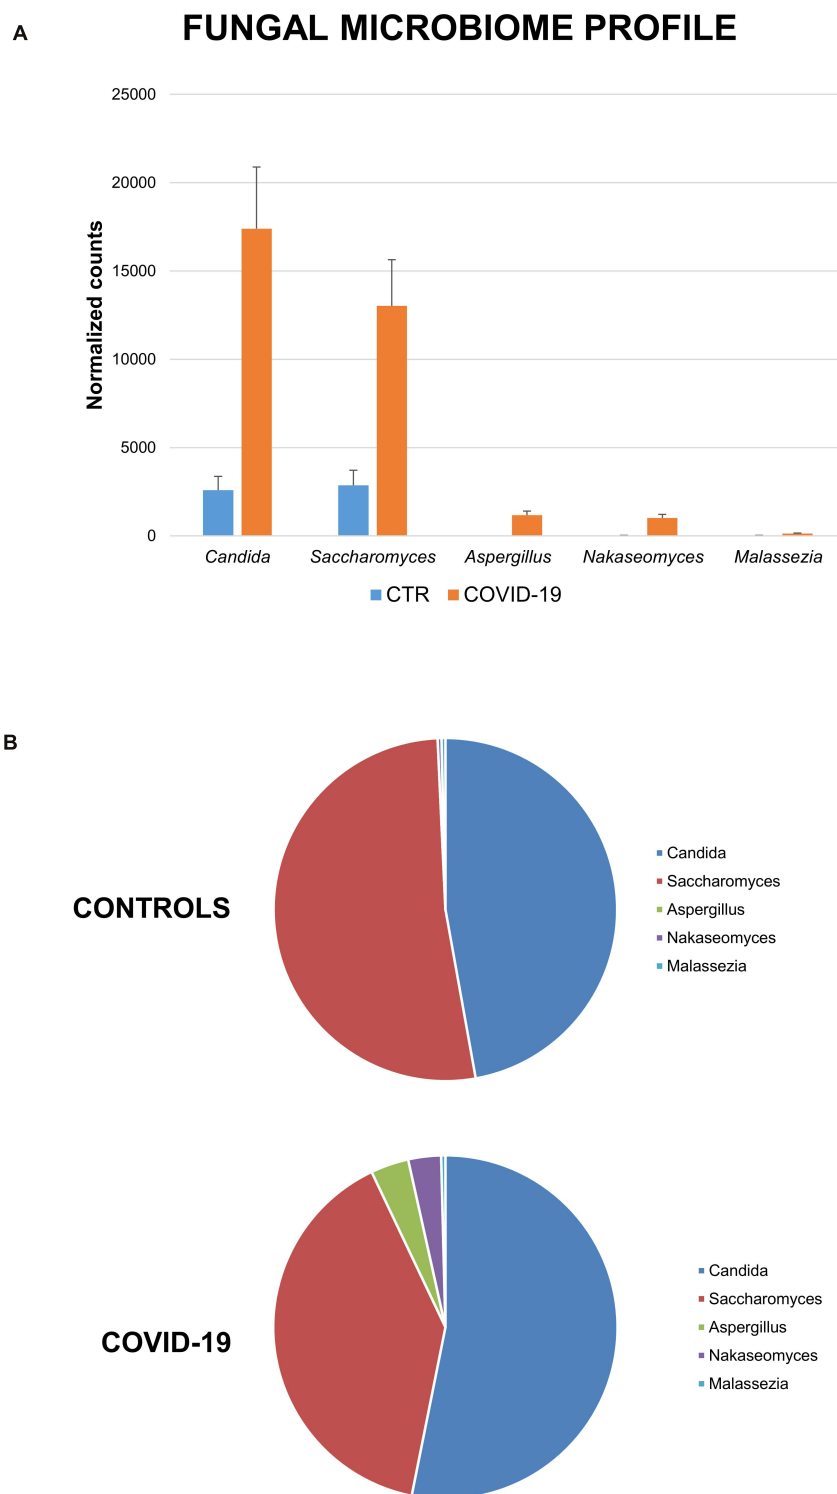 A
FUNGAL MICROBIOME PROFILE
25000
20000
15000
10000
5000
0
Normalized counts
Candida Saccharomyces Aspergillus Nakaseomyces Malassezia
CTR COVID-19
B
CONTROLS
Candida
Saccharomyces
Aspergillus
Nakaseomyces
Malassezia
COVID-19
Candida
Saccharomyces
Aspergillus
Nakaseomyces
Malassezia